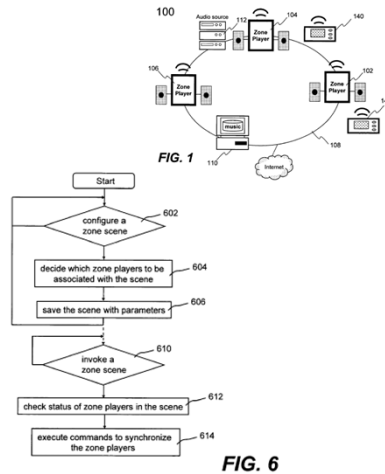 100
Audio source
112
Zone
Player
104
140
106
Zone
Player
Zone
Player
102
music
110
108
Internet
FIG. 1
Start
configure a
zone scene
602
decide which zone players to be
associated with the scene
604
save the scene with parameters
606
invoke a
zone scene
610
check status of zone players in the scene
612
execute commands to synchronize
the zone players
614
FIG. 6